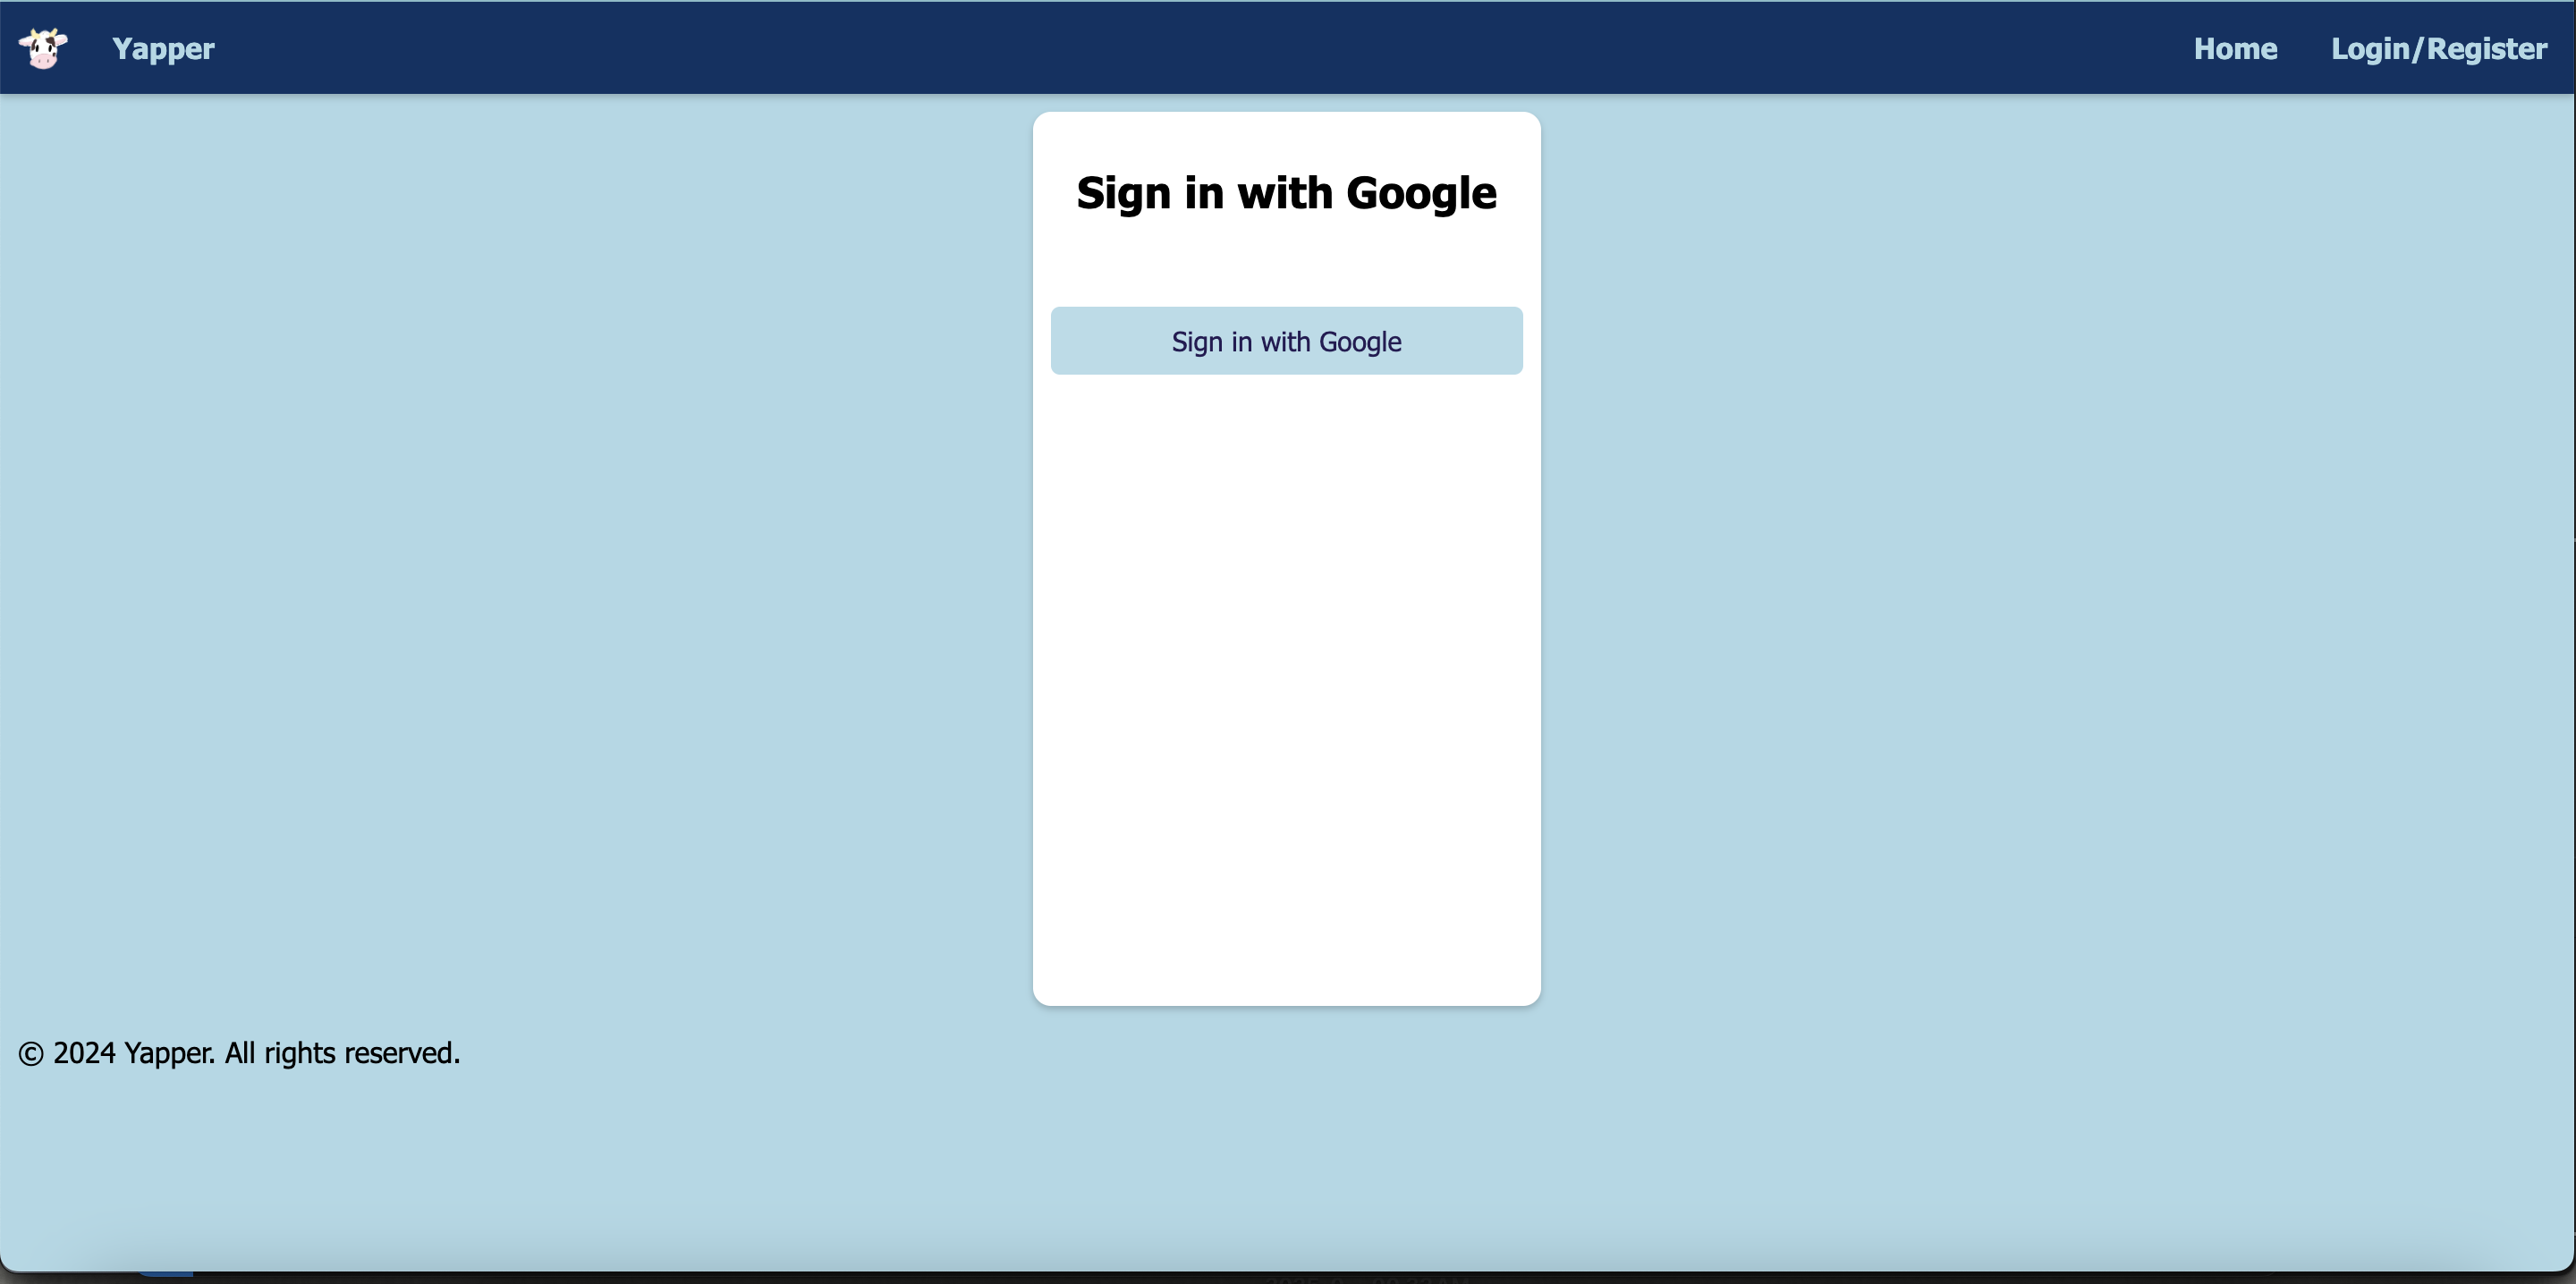 Yapper
Home
Login/Register
Sign in with Google
Sign in with Google
© 2024 Yapper. All rights reserved.